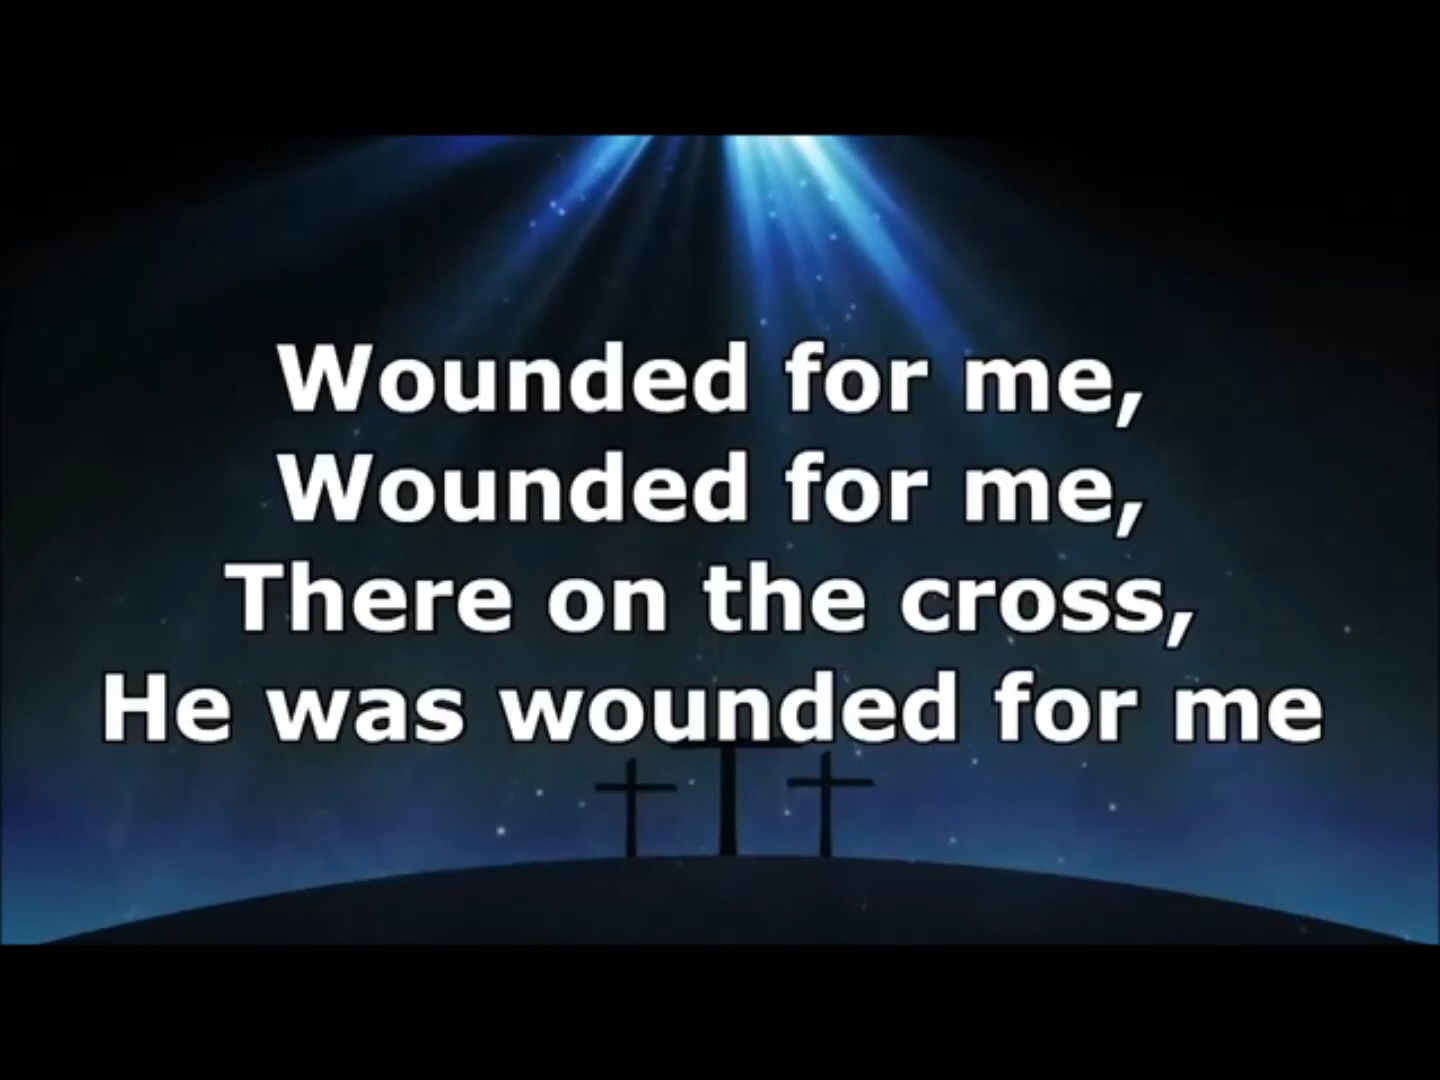 Wounded for me,
Wounded for me,
There on the cross,
He was wounded for me